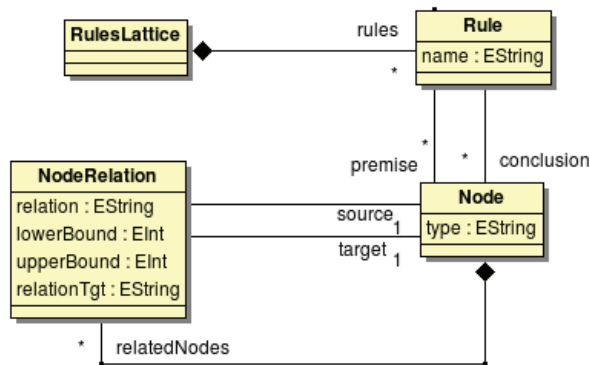 RulesLattice
rules
*
Rule
name : EString
*
premise
*
conclusion
NodeRelation
relation : EString
lowerBound : EInt
upperBound : EInt
relationTgt : EString
source
1
target
1
Node
type : EString
*
relatedNodes